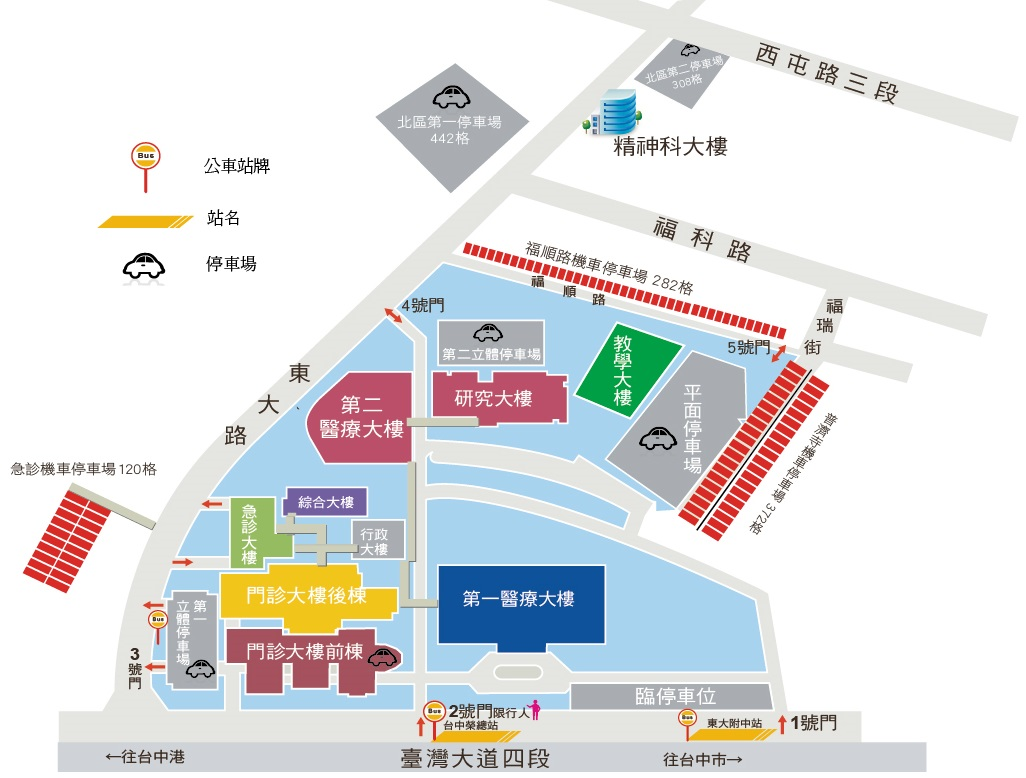 西屯路三段
北區第二停車場
308格
北區第一停車場
442格
精神科大樓
Bus
公車站牌
站名
停車場
福科路
福順路機車停車場 282格
福順路
福瑞街
4號門
5號門
第二立體停車場
教學大樓
平面停車場
東大路
第二
醫療大樓
研究大樓
普濟寺機車停車場 372格
急診機車停車場120格
綜合大樓
急診大樓
行政
大樓
門診大樓後棟
第一醫療大樓
第一
立體停車場
Bus
3號門
門診大樓前棟
臨停車位
Bus
2號門限行人
台中榮總站
Bus
東大附中站
1號門
←往台中港
臺灣大道四段
往台中市→